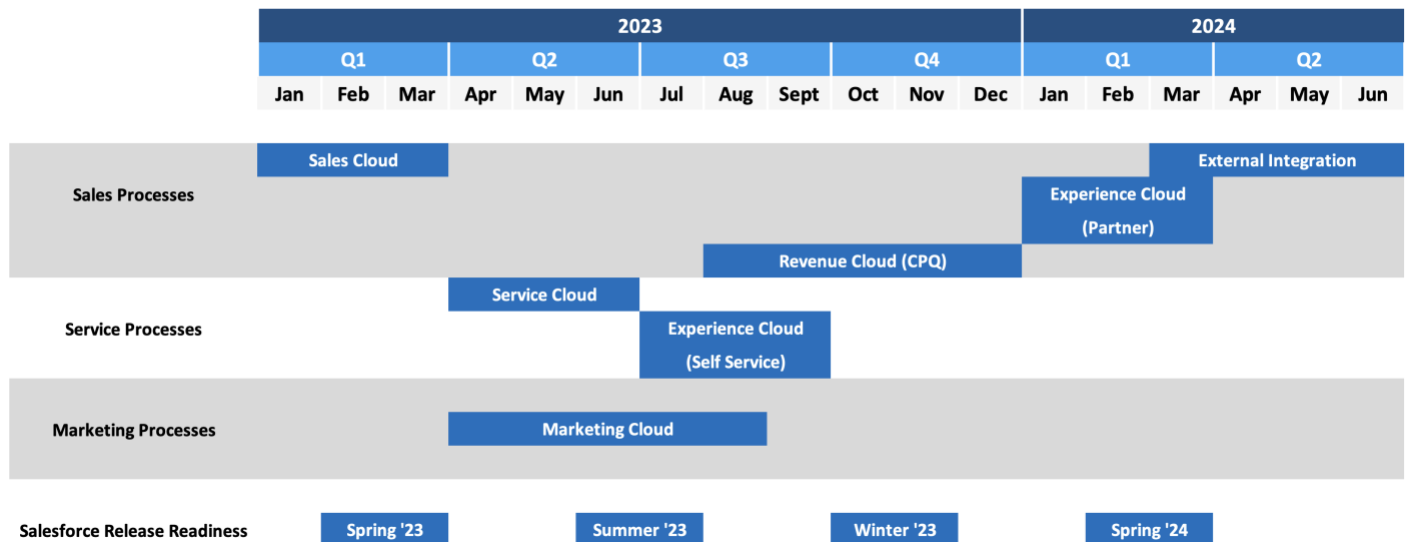 2023 2024
Q1 Q2 Q3 Q4 Q1 Q2
Jan Feb Mar Apr May Jun Jul Aug Sept Oct Nov Dec Jan Feb Mar Apr May Jun
Sales Cloud External Integration
Sales Processes
Experience Cloud
(Partner)
Revenue Cloud (CPQ)
Service Cloud
Service Processes
Experience Cloud
(Self Service)
Marketing Processes Marketing Cloud
Salesforce Release Readiness Spring '23 Summer '23 Winter '23 Spring '24